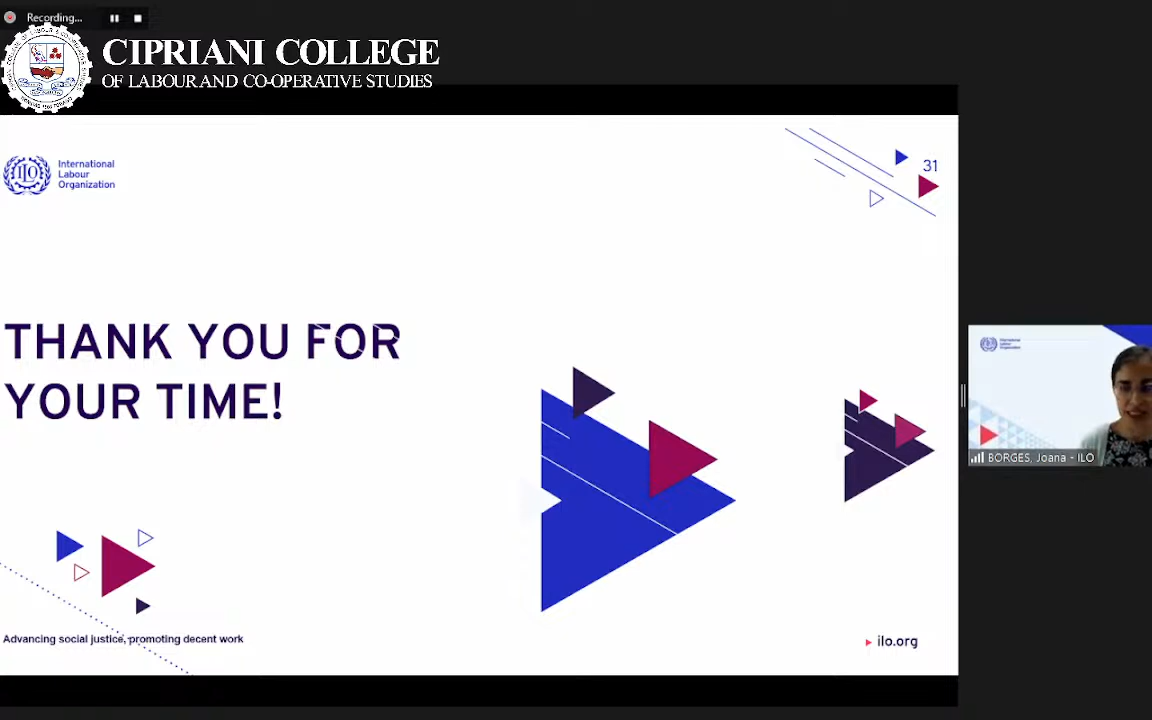 Recording...
CIPRIANI COLLEGE
OF LABOUR AND CO-OPERATIVE STUDIES
International
Labour
Organization
31
THANK YOU FOR
YOUR TIME!
BORGES, Joana - ILO
Advancing social justice, promoting decent work
ilo.org